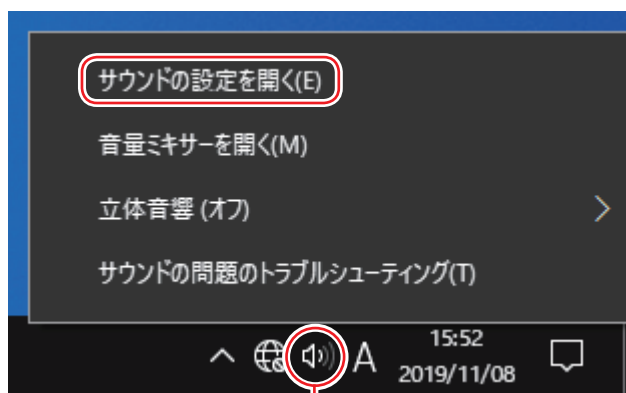 サウンドの設定を開く(E)
音量ミキサーを開く(M)
立体音響 (オフ)
サウンドの問題のトラブルシューティング(T)
A
15:52
2019/11/08